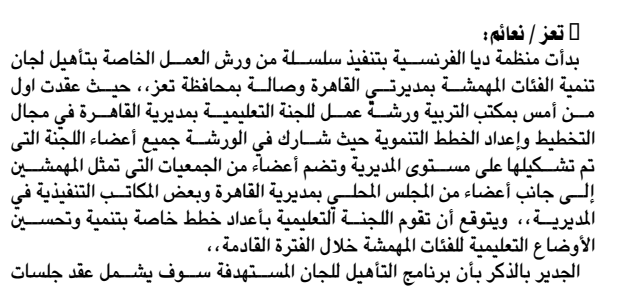 تعز / نعائم:
بدأت منظمة ديا الفرنسية بتنفيذ سلسلة من ورش العمل الخاصة بتأهيل لجان
تنمية الفئات المهمشة بمديرتي القاهرة وصالة بمحافظة تعز،، حيث عقدت اول
من أمس بمكتب التربية ورشة عمل للجنة التعليمية بمديرية القاهرة في مجال
التخطيط وإعداد الخطط التنموية حيث شارك في الورشة جميع أعضاء اللجنة التي
تم تشكيلها على مستوى المديرية وتضم أعضاء من الجمعيات التي تمثل المهمشين
إلى جانب أعضاء من المجلس المحلي بمديرية القاهرة وبعض المكاتب التنفيذية في
المديرية،، ويتوقع أن تقوم اللجنة التعليمية بأعداد خطط خاصة بتنمية وتحسين
الأوضاع التعليمية للفئات المهمشة خلال الفترة القادمة،،
الجدير بالذكر بأن برنامج التأهيل للجان المستهدفة سوف يشمل عقد جلسات